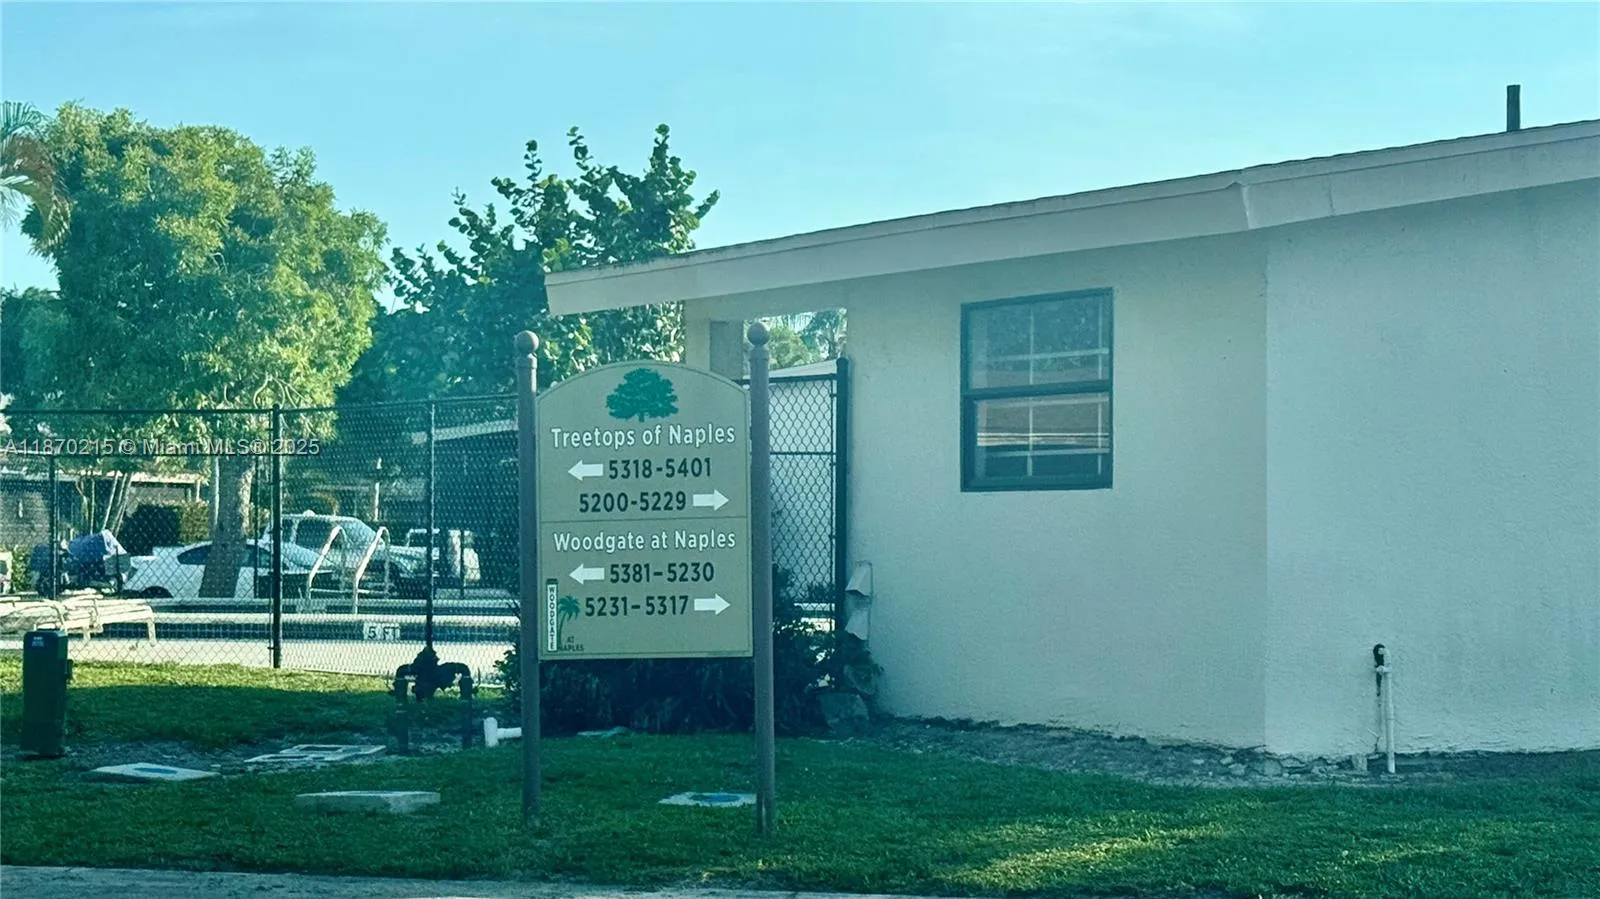 Treetops of Naples
5318-5401
5200-5229
Woodgate at Naples
5381-5230
5231-5317
WOODGATE
AT
NAPLES
A11870215 © Miami MLS® 2025
5 FT